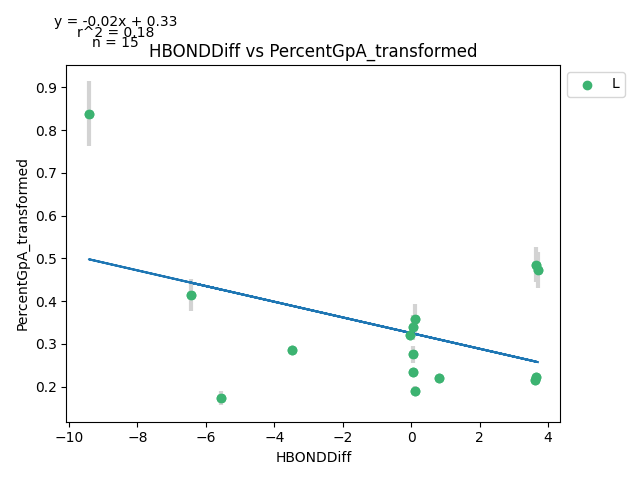 y = -0.02x + 0.33
r^2 = 0.18
n = 15
HBONDDiff vs PercentGpA_transformed
L
PercentGpA_transformed
0.9
0.8
0.7
0.6
0.5
0.4
0.3
0.2
−10
−8
−6
−4
−2
0
2
4
HBONDDiff